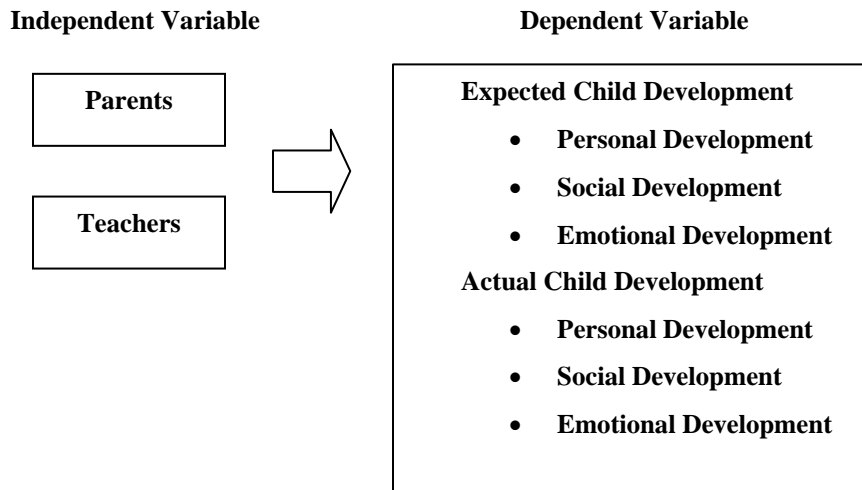 Independent Variable
Dependent Variable
Parents
Teachers
Expected Child Development
• Personal Development
• Social Development
• Emotional Development
Actual Child Development
• Personal Development
• Social Development
• Emotional Development